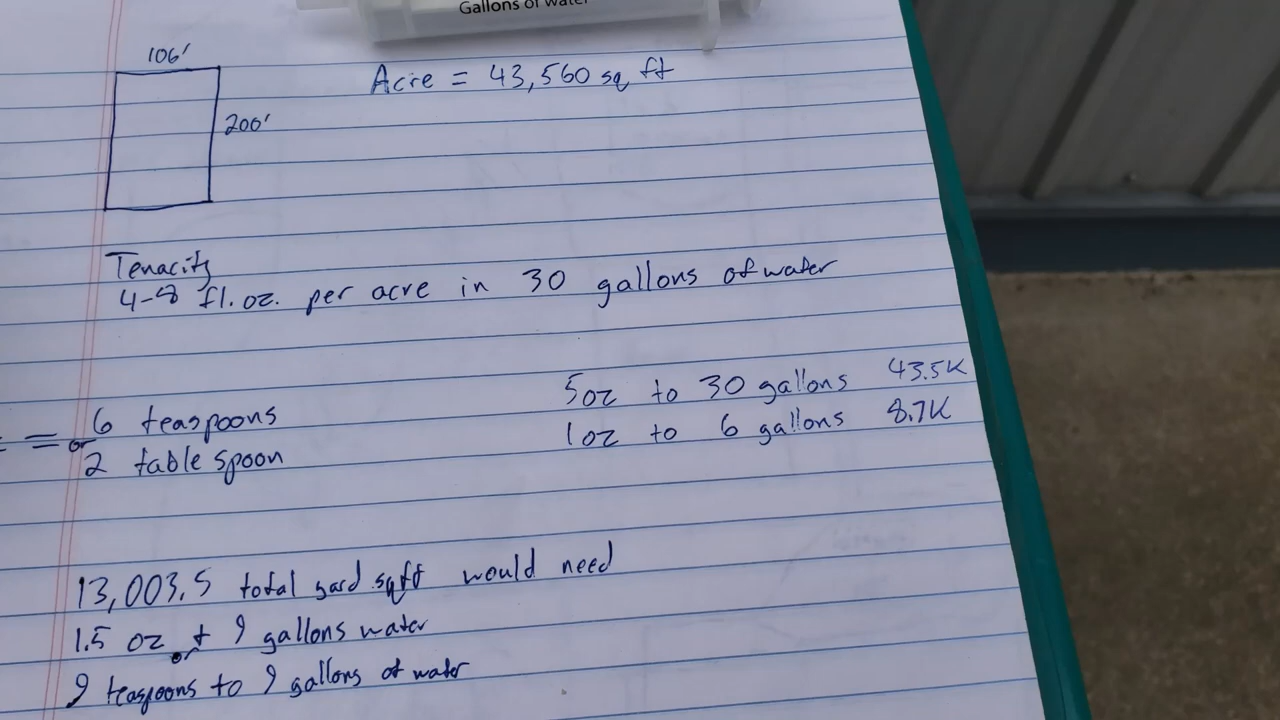 Gallons of water
106'
Acre = 43,560 sq ft
200'
Tenacity
4-8 fl. oz. per acre in 30 gallons of water
5oz to 30 gallons 43.5K
1oz to 6 gallons 8.7K
= 6 teaspoons
or
2 table spoon
13,003.5 total yard sqft would need
1.5 oz + 9 gallons water
or
9 teaspoons to 9 gallons of water